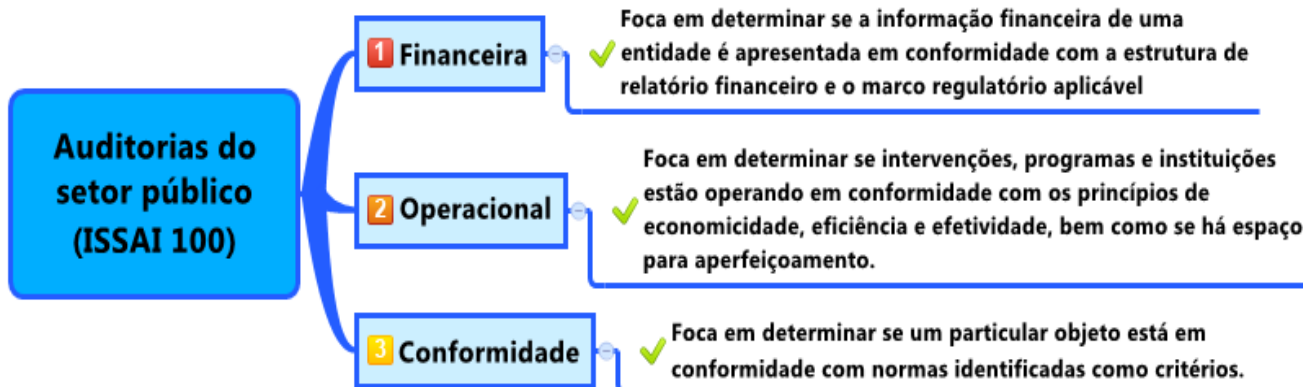 Auditorias do
setor público
(ISSAI 100)
1 Financeira
Foca em determinar se a informação financeira de uma
entidade é apresentada em conformidade com a estrutura de
relatório financeiro e o marco regulatório aplicável
2 Operacional
Foca em determinar se intervenções, programas e instituições
estão operando em conformidade com os princípios de
economicidade, eficiência e efetividade, bem como se há espaço
para aperfeiçoamento.
3 Conformidade
Foca em determinar se um particular objeto está em
conformidade com normas identificadas como critérios.